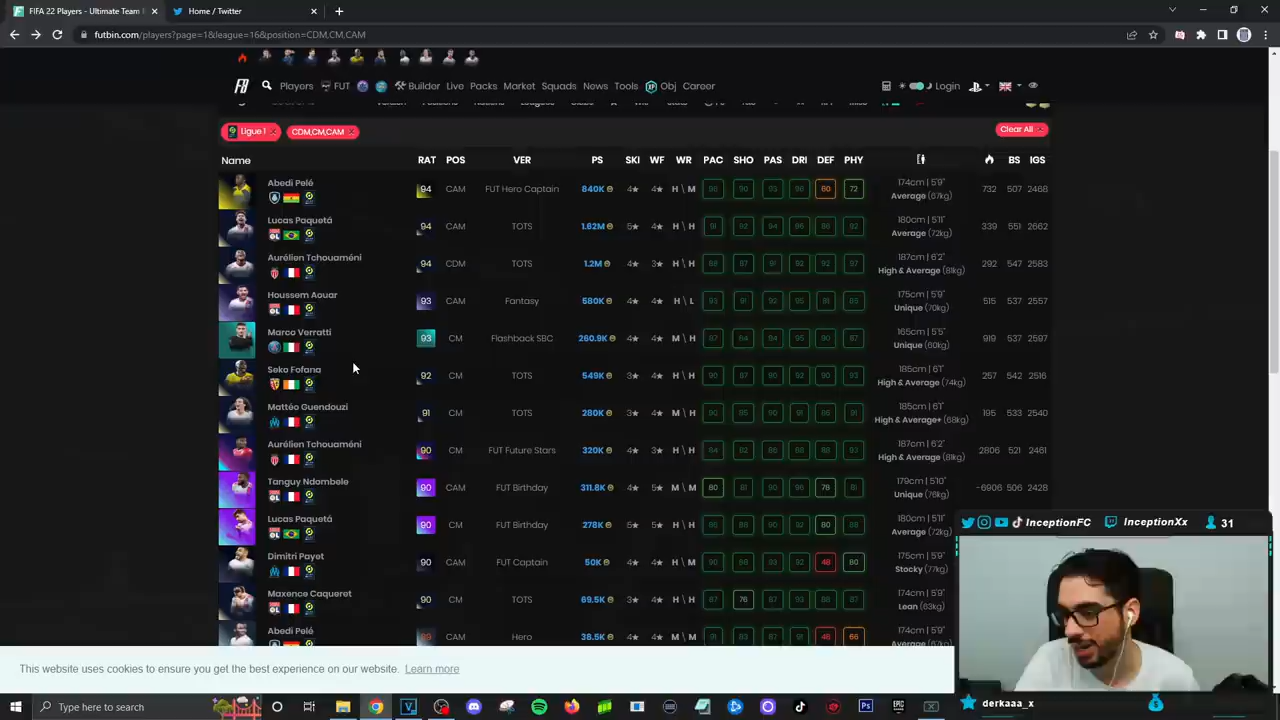 FIFA 22 Players - Ultimate Team
Home / Twitter
futbin.com/players?page=1&league=16&position=CDM,CM,CAM
Players FUT Builder Live Packs Market Squads News Tools Obj Career Login
Ligue 1 CDM,CM,CAM Clear All
Name RAT POS VER PS SKI WF WR PAC SHO PAS DRI DEF PHY BS IGS
Abedi Pelé 94 CAM FUT Hero Captain 840K 4★ 4★ H \ M 60 72 174cm | 5'9" Average (67kg) 732 507 2468
Lucas Paquetá 94 CAM TOTS 1.62M 5★ 4★ H \ H 180cm | 5'11" Average (72kg) 339 551 2662
Aurélien Tchouaméni 94 CDM TOTS 1.2M 4★ 3★ H \ H 187cm | 6'2" High & Average (81kg) 292 547 2583
Houssem Aouar 93 CAM Fantasy 580K 4★ 4★ H \ L 175cm | 5'9" Unique (70kg) 515 537 2557
Marco Verratti 93 CM Flashback SBC 260.9K 4★ 4★ H \ H 165cm | 5'5" Unique (60kg) 919 537 2597
Seko Fofana 92 CM TOTS 549K 3★ 4★ H \ H 185cm | 6'1" High & Average (74kg) 257 542 2516
Mattéo Guendouzi 91 CM TOTS 280K 3★ 4★ H \ H 185cm | 6'1" High & Average+ (68kg) 195 533 2540
Aurélien Tchouaméni 90 CM FUT Future Stars 320K 4★ 3★ H \ H 187cm | 6'2" High & Average (81kg) 2806 521 2461
Tanguy Ndombele 90 CM FUT Birthday 311.8K 4★ 5★ M \ M 80 78 179cm | 5'10" Unique (76kg) -6906 506 2428
Lucas Paquetá 90 CM FUT Birthday 278K 5★ 5★ H \ M 80 180cm | 5'11" Average (72kg)
Dimitri Payet 90 CAM FUT Captain 50K 4★ 4★ H \ M 48 80 175cm | 5'9" Stocky (77kg)
Maxence Caqueret 90 CM TOTS 69.5K 3★ 4★ H \ H 76 174cm | 5'9" Lean (63kg)
Abedi Pelé 89 CAM Hero 38.5K 4★ 4★ M \ M 48 66 174cm | 5'9"
This website uses cookies to ensure you get the best experience on our website. Learn more
InceptionFC InceptionXx 31
derkaaa_x
Type here to search